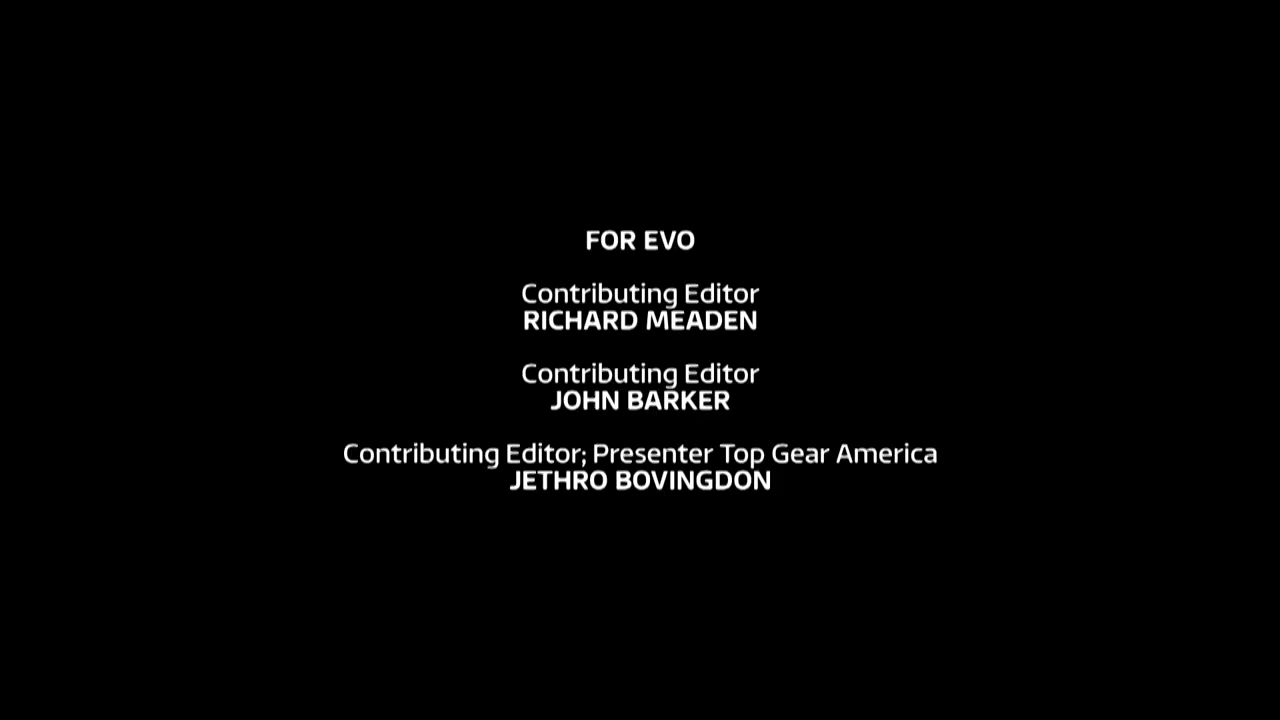 FOR EVO
Contributing Editor
RICHARD MEADEN
Contributing Editor
JOHN BARKER
Contributing Editor; Presenter Top Gear America
JETHRO BOVINGDON